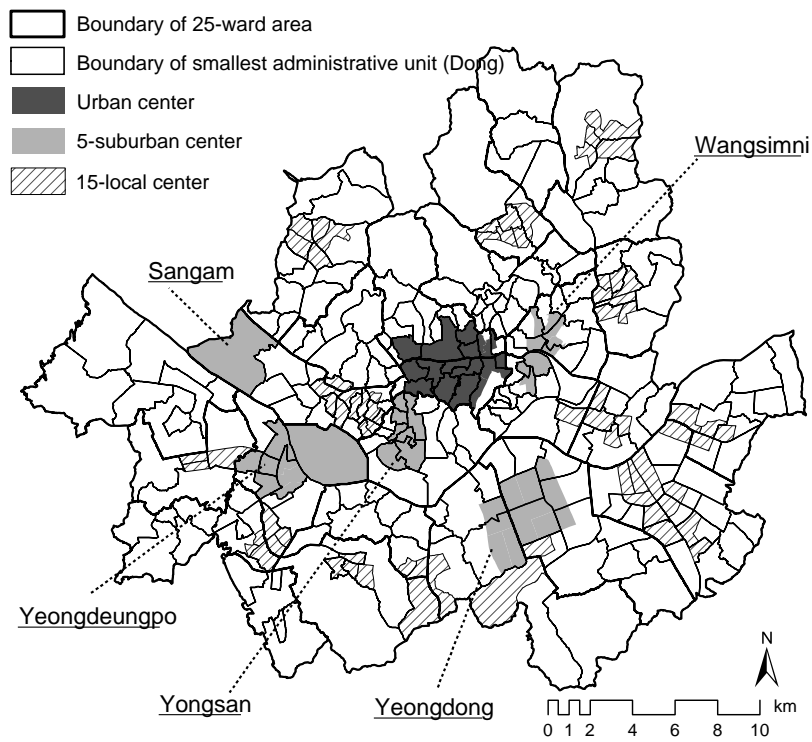 Boundary of 25-ward area
Boundary of smallest administrative unit (Dong)
Urban center
5-suburban center
15-local center
Wangsimni
Sangam
Yeongdeungpo
Yongsan
Yeongdong
N
km
0 1 2 4 6 8 10